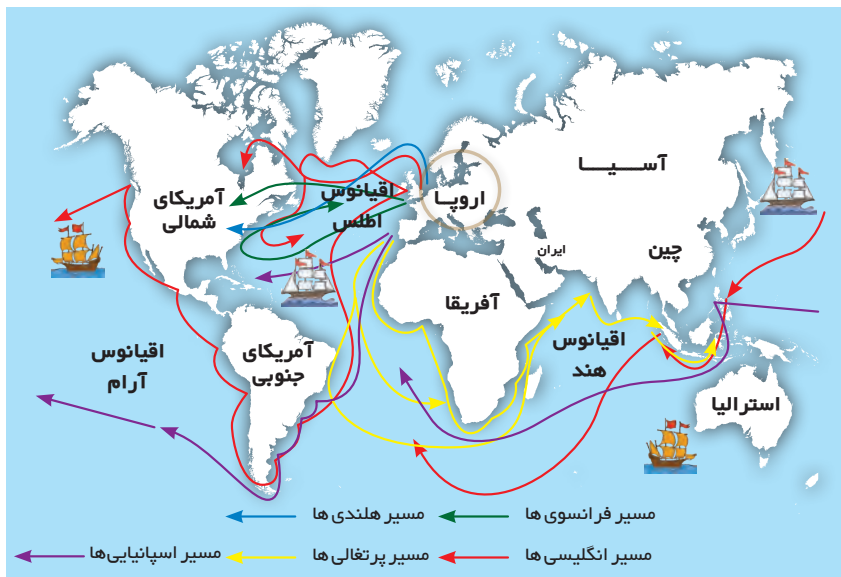 آمریکای
شمالی
اقیانوس
اطلس
اروپا
آســیــا
ایران
چین
آفریقا
اقیانوس
آرام
آمریکای
جنوبی
اقیانوس
هند
استرالیا
مسیر فرانسوی ها
مسیر هلندی ها
مسیر انگلیسی ها
مسیر پرتغالی ها
مسیر اسپانیایی‌ها